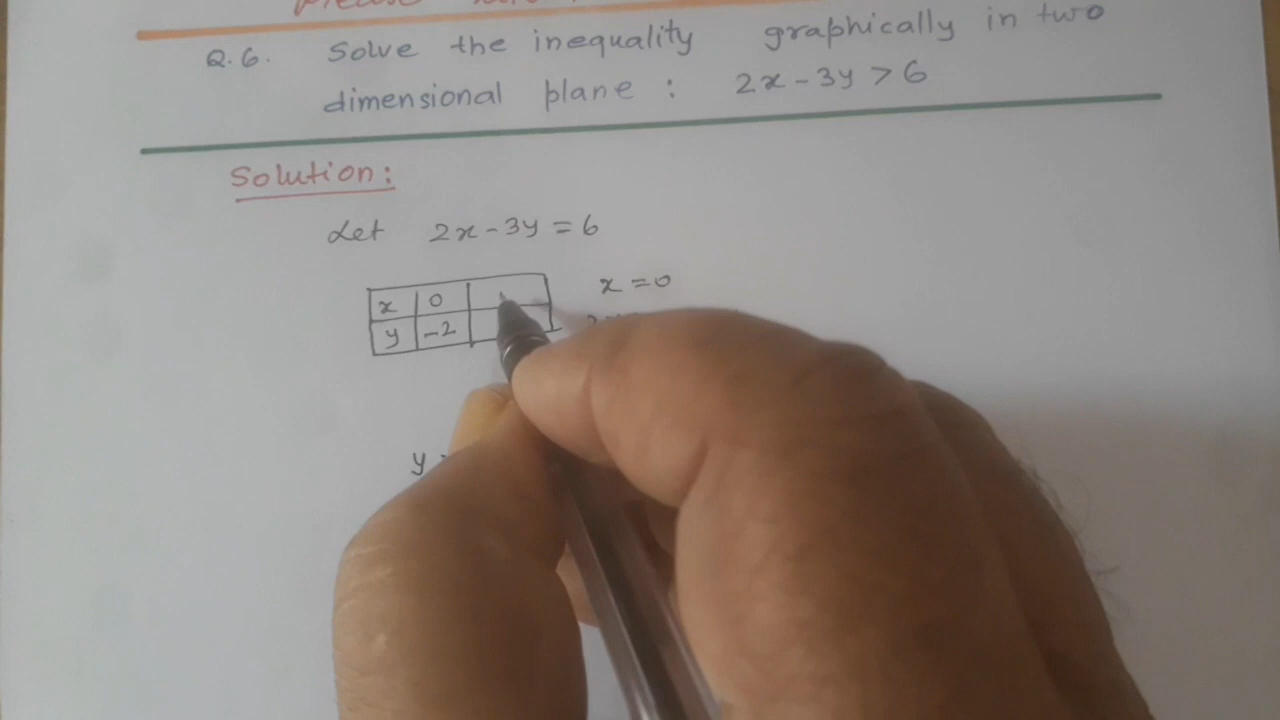 Please
Q.6. Solve the inequality graphically in two
dimensional plane : 2x - 3y > 6
Solution:
Let 2x - 3y = 6
x 0
y -2
x = 0
y